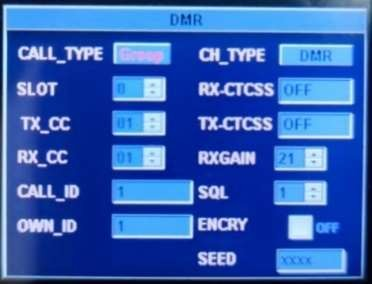 DMR
CALL_TYPE Group CH_TYPE DMR
SLOT 0 RX-CTCSS OFF
TX_CC 01 TX-CTCSS OFF
RX_CC 01 RXGAIN 21
CALL_ID 1 SQL 1
OWN_ID 1 ENCRY OFF
SEED xxxx